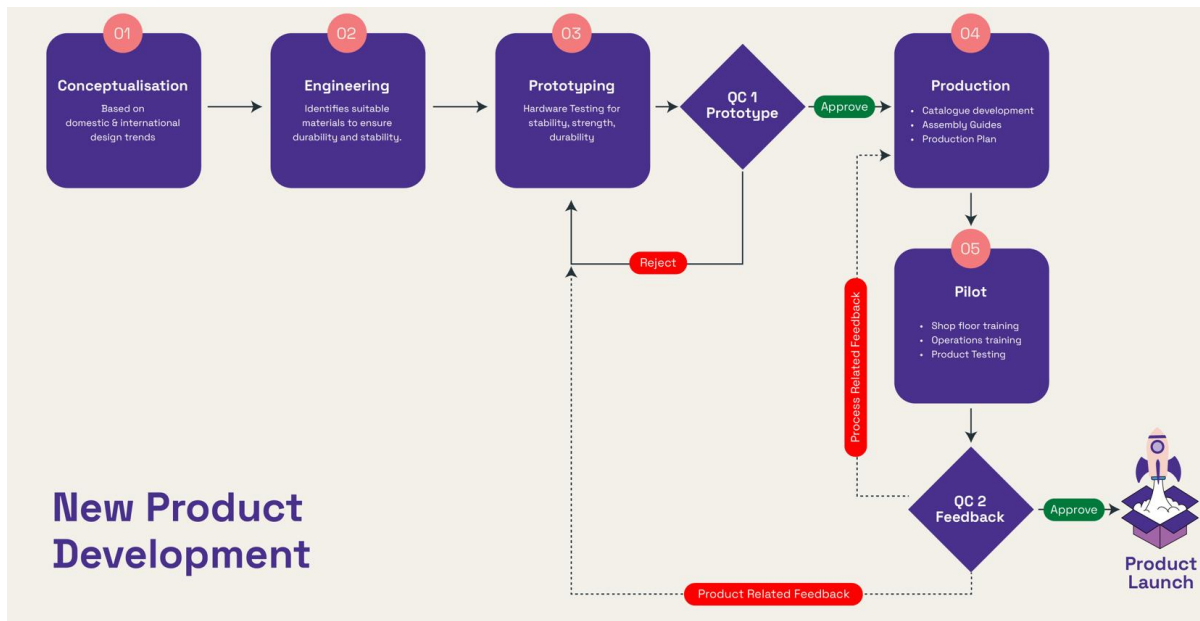 01
Conceptualisation
Based on
domestic & international
design trends
02
Engineering
Identifies suitable
materials to ensure
durability and stability.
03
Prototyping
Hardware Testing for
stability, strength,
durability
QC 1
Prototype
Approve
04
Production
• Catalogue development
• Assembly Guides
• Production Plan
Reject
05
Pilot
• Shop floor training
• Operations training
• Product Testing
Process Related Feedback
QC 2
Feedback
Approve
Product
Launch
New Product
Development
Product Related Feedback